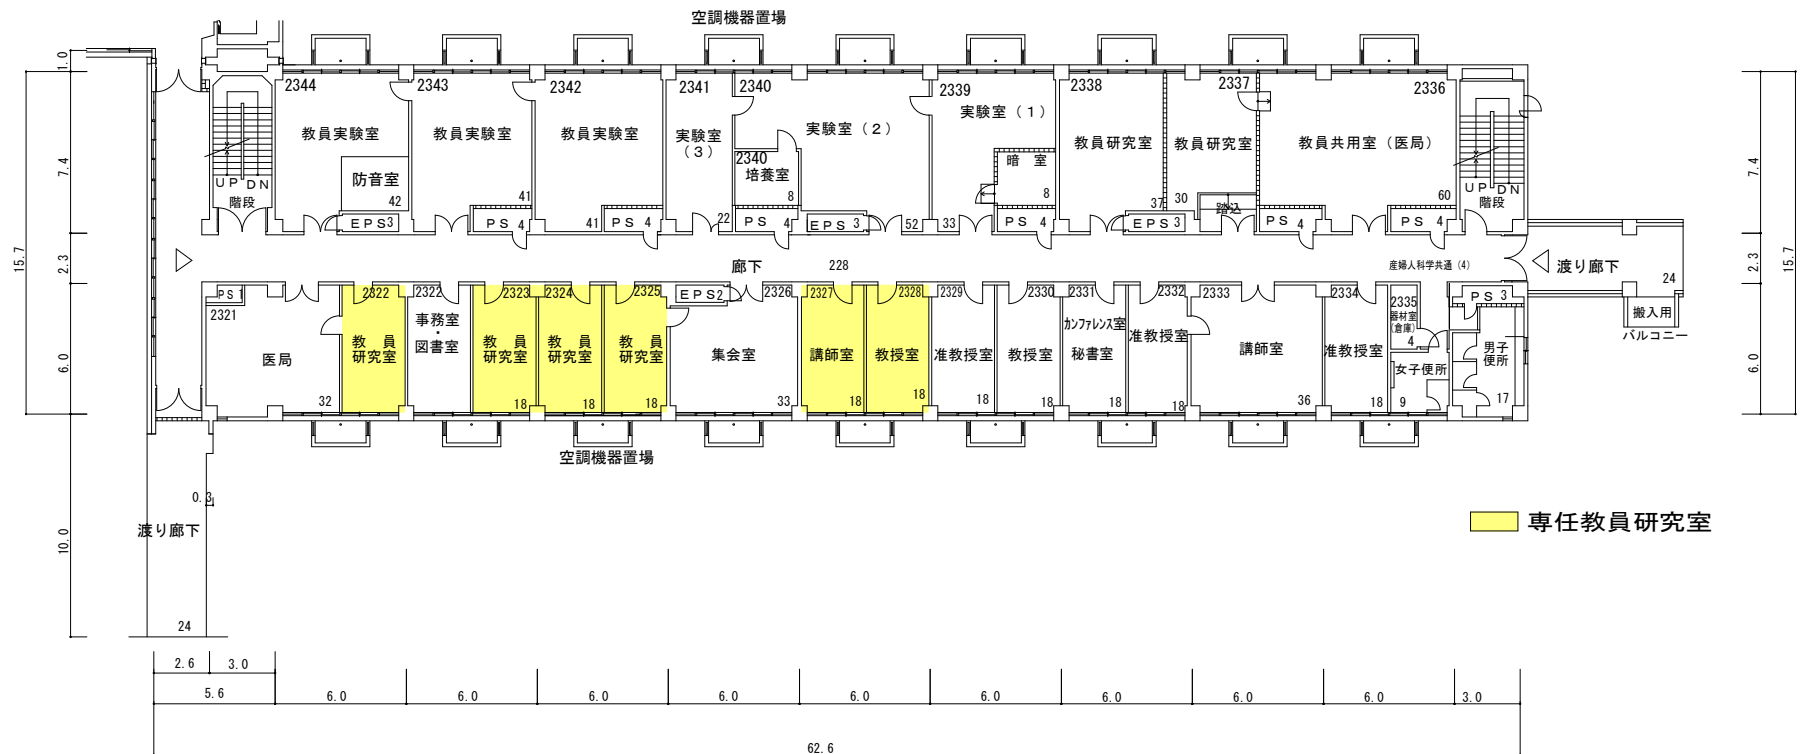 空調機器置場
1.0
7.4
2.3
6.0
15.7
10.0
2344
教員実験室
防音室
42
2343
教員実験室
41
2342
教員実験室
41
2341
実験室
(3)
22
2340
実験室(2)
2340
培養室
8
52
2339
実験室(1)
暗 室
8
33
2338
教員研究室
37
2337
教員研究室
30
踏込
2336
教員共用室(医局)
60
UP DN
階段
UP DN
階段
EPS3
PS 4
PS 4
PS 4
EPS 3
PS 4
EPS 3
PS 4
PS 4
廊下
228
産婦人科学共通(4)
渡り廊下
24
搬入用
バルコニー
7.4
2.3
6.0
15.7
PS 1
2321
医局
32
2322
教 員
研究室
2322
事務室
・
図書室
2323
教 員
研究室
18
2324
教 員
研究室
18
2325
教 員
研究室
18
EPS2
2326
集会室
33
2327
講師室
18
2328
教授室
18
2329
准教授室
18
2330
教授室
18
2331
カンファレンス室
秘書室
18
2332
准教授室
18
2333
講師室
36
2334
准教授室
18
2335
器材室
(倉庫)
4
女子便所
9
PS 3
男子
便所
17
空調機器置場
0.3
渡り廊下
24
専任教員研究室
2.6
3.0
5.6
6.0
6.0
6.0
6.0
6.0
6.0
6.0
6.0
6.0
3.0
62.6